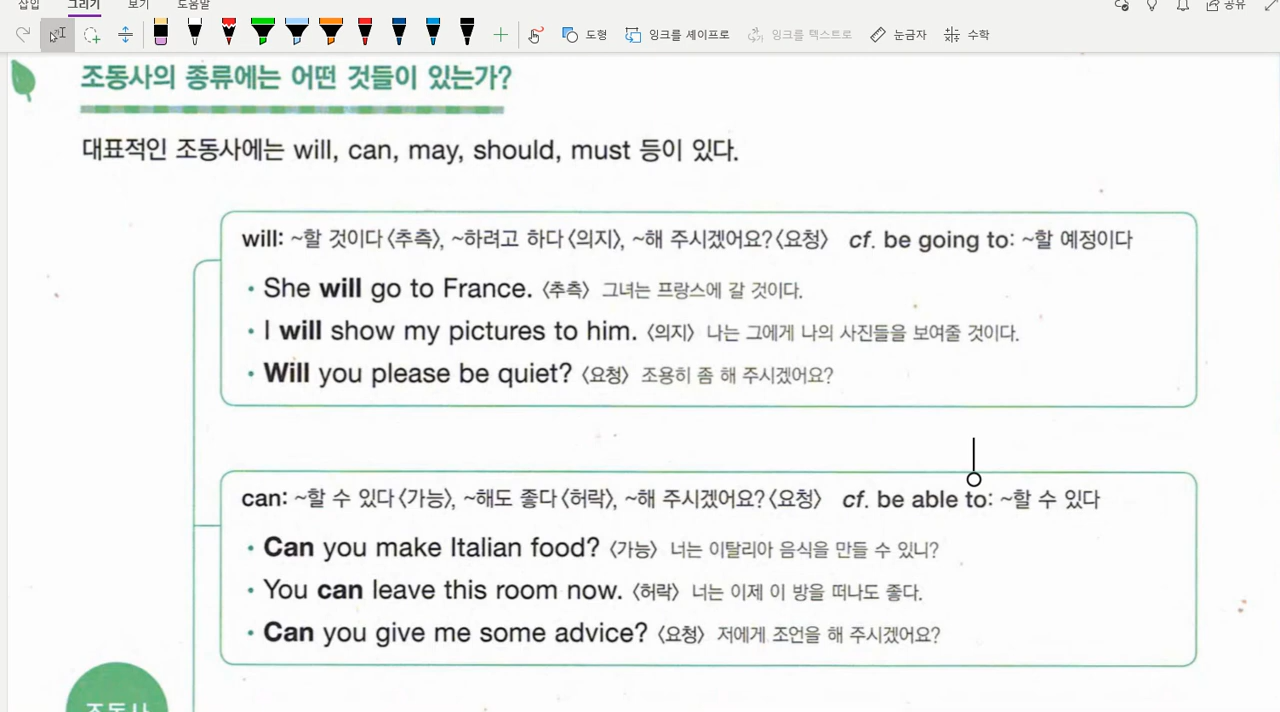 삽입 그리기 보기 도움말
공유
도형 잉크를 셰이프로 잉크를 텍스트로 눈금자 수학
조동사의 종류에는 어떤 것들이 있는가?
대표적인 조동사에는 will, can, may, should, must 등이 있다.
will: ~할 것이다〈추측〉, ~하려고 하다〈의지〉, ~해 주시겠어요?〈요청〉 cf. be going to: ~할 예정이다
• She will go to France. 〈추측〉 그녀는 프랑스에 갈 것이다.
• I will show my pictures to him. 〈의지〉 나는 그에게 나의 사진들을 보여줄 것이다.
• Will you please be quiet? 〈요청〉 조용히 좀 해 주시겠어요?
can: ~할 수 있다〈가능〉, ~해도 좋다〈허락〉, ~해 주시겠어요?〈요청〉 cf. be able to: ~할 수 있다
• Can you make Italian food? 〈가능〉 너는 이탈리아 음식을 만들 수 있니?
• You can leave this room now. 〈허락〉 너는 이제 이 방을 떠나도 좋다.
• Can you give me some advice? 〈요청〉 저에게 조언을 해 주시겠어요?
조동사